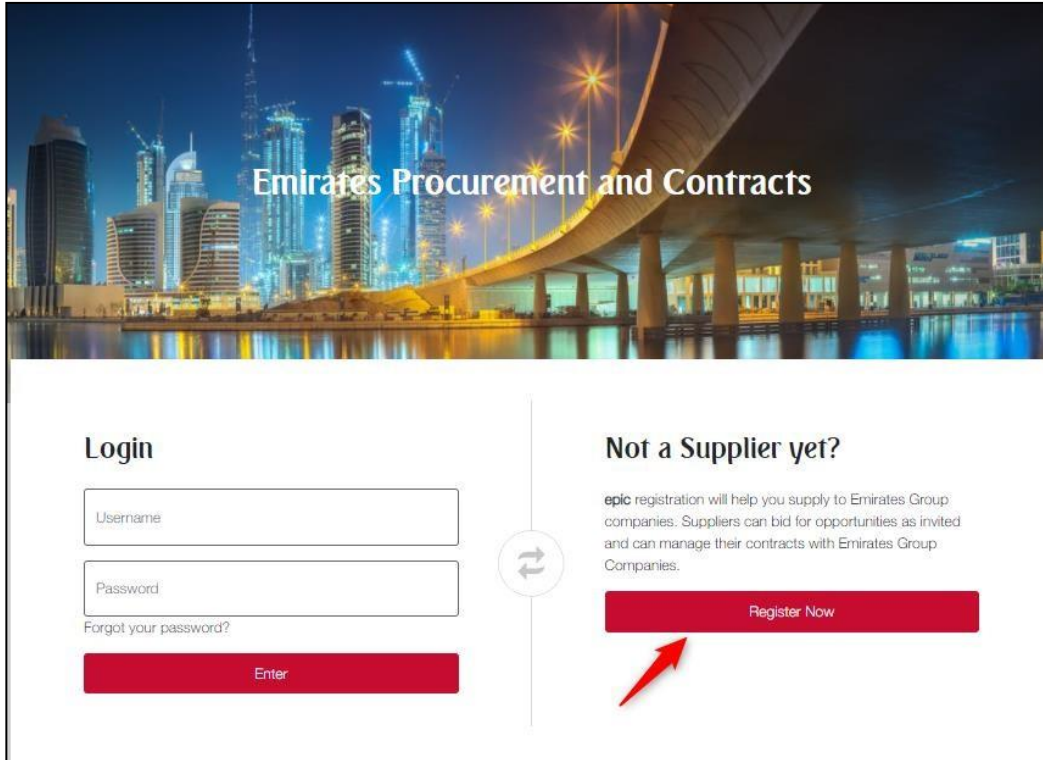 Emirates Procurement and Contracts
Login
Username
Password
Forgot your password?
Enter
Not a Supplier yet?
epic registration will help you supply to Emirates Group
companies. Suppliers can bid for opportunities as invited
and can manage their contracts with Emirates Group
Companies.
Register Now